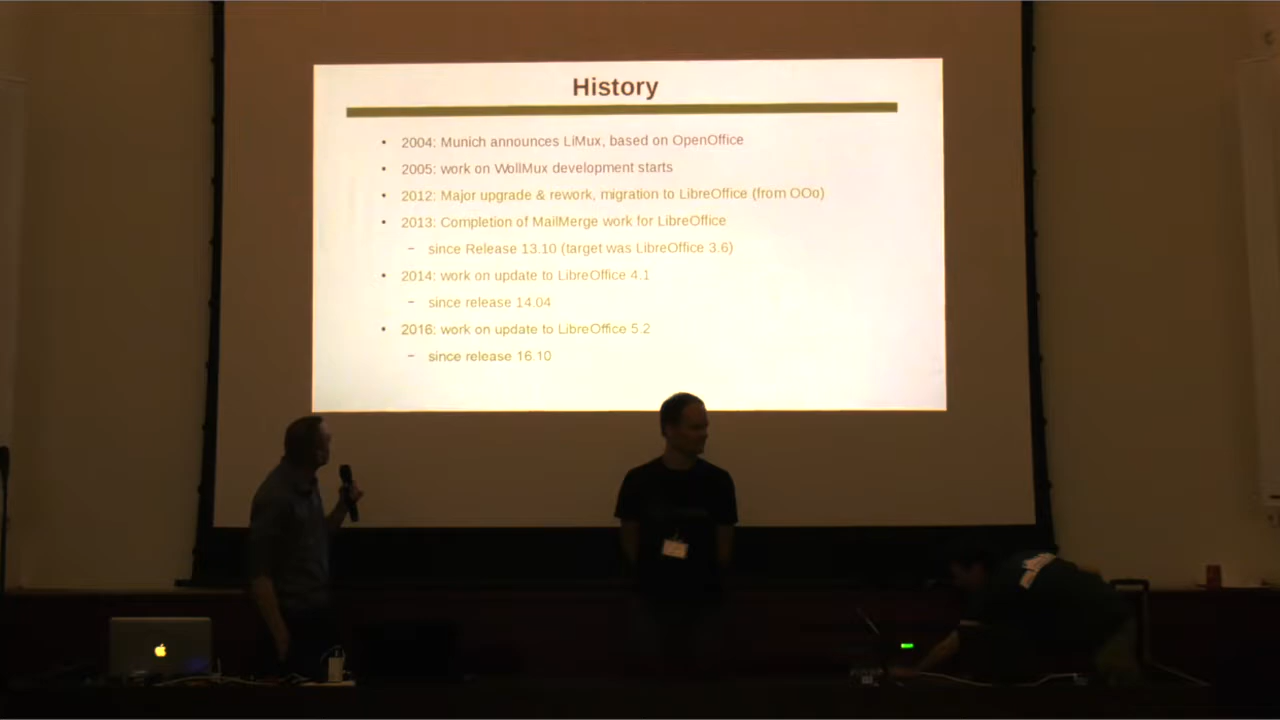 History
• 2004: Munich announces LiMux, based on OpenOffice
• 2005: work on WollMux development starts
• 2012: Major upgrade & rework, migration to LibreOffice (from OOo)
• 2013: Completion of MailMerge work for LibreOffice
– since Release 13.10 (target was LibreOffice 3.6)
• 2014: work on update to LibreOffice 4.1
– since release 14.04
• 2016: work on update to LibreOffice 5.2
– since release 16.10